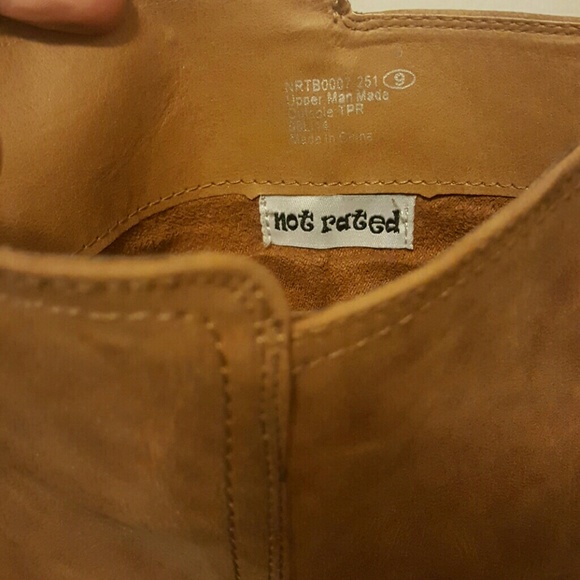 NRTB0007 251 9
Upper Man Made
Outsole TPR
Made in China
not rated